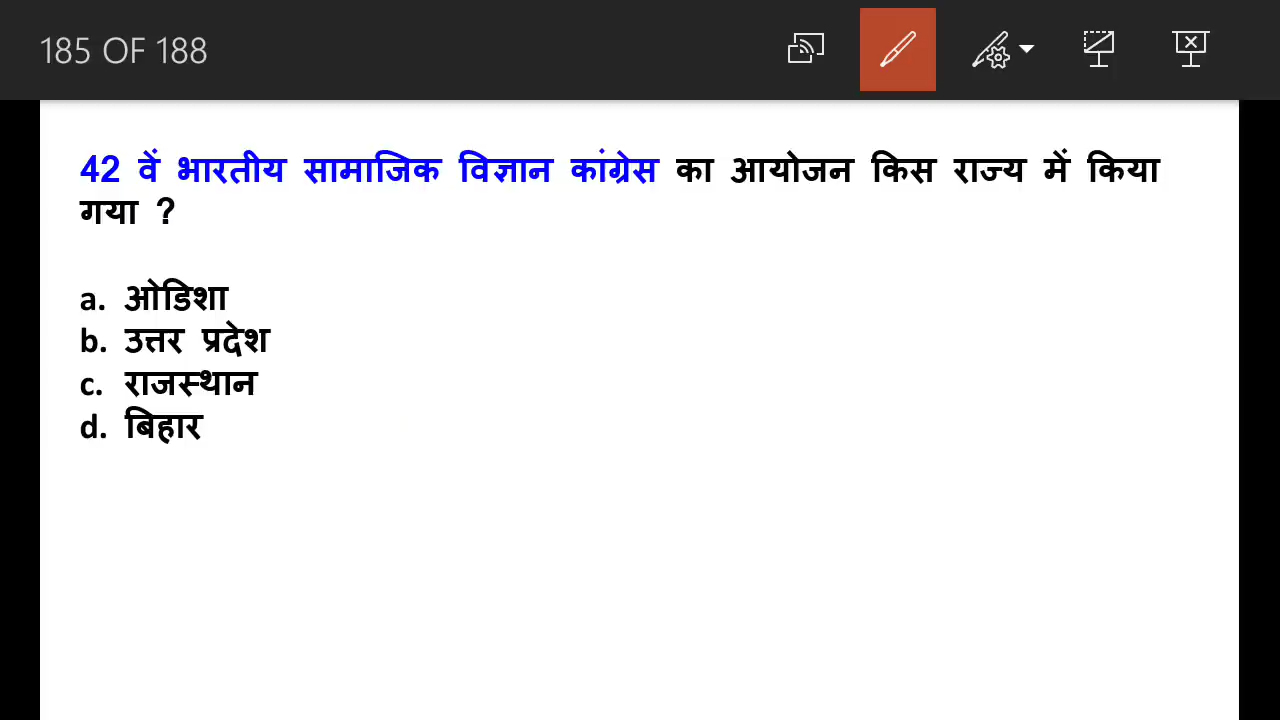 185 OF 188
42 वें भारतीय सामाजिक विज्ञान कांग्रेस का आयोजन किस राज्य में किया
गया ?
a. ओडिशा
b. उत्तर प्रदेश
c. राजस्थान
d. बिहार